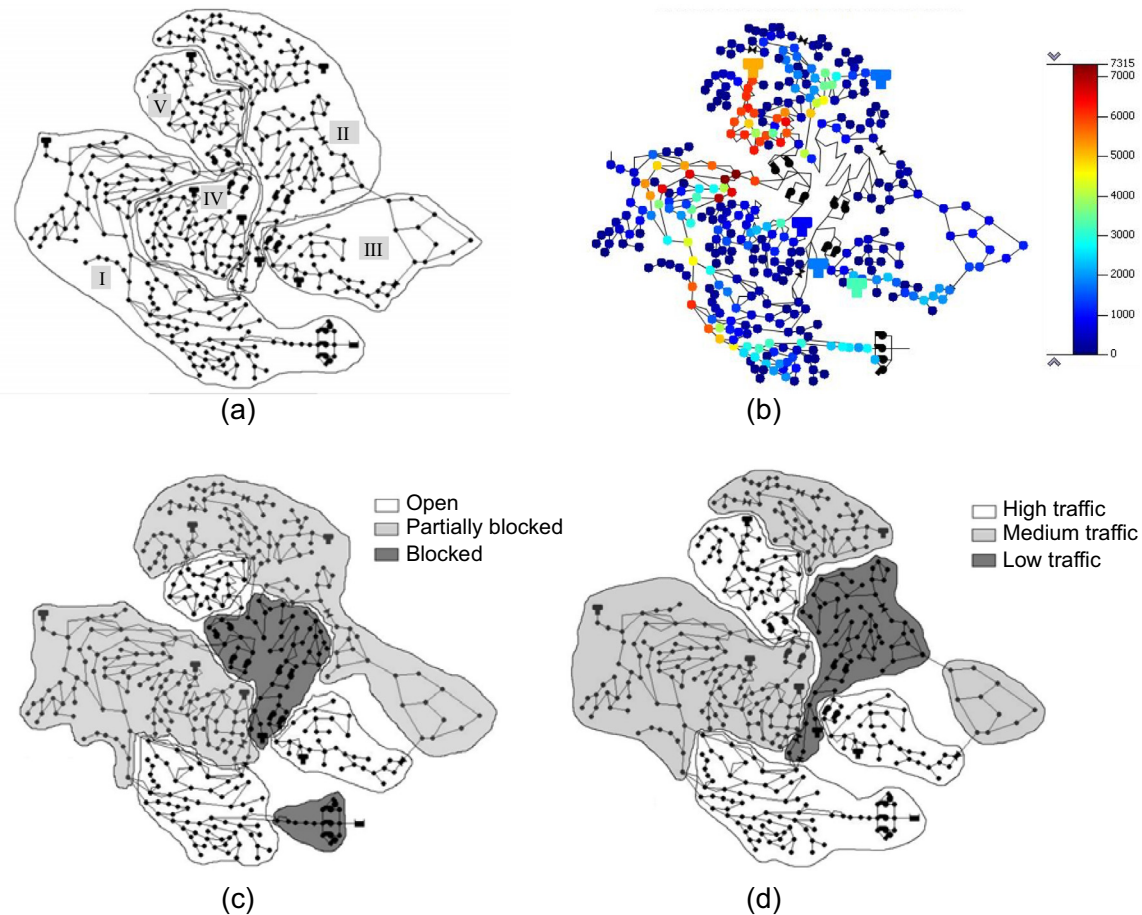 V
II
IV
III
I
(a)
7315
7000
6000
5000
4000
3000
2000
1000
0
(b)
Open
Partially blocked
Blocked
(c)
High traffic
Medium traffic
Low traffic
(d)